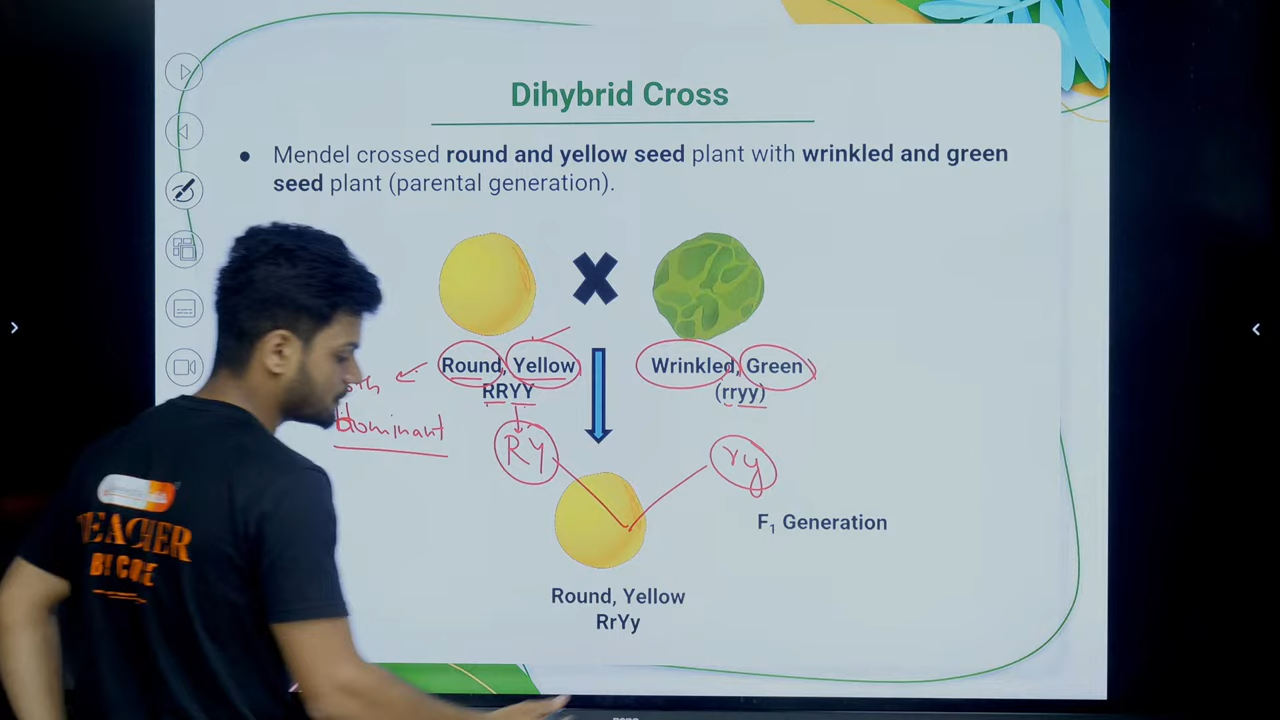 Dihybrid Cross
● Mendel crossed round and yellow seed plant with wrinkled and green
seed plant (parental generation).
Round, Yellow
RRYY
Wrinkled, Green
(rryy)
dominant
RY
ry
F₁ Generation
Round, Yellow
RrYy
TEACHER